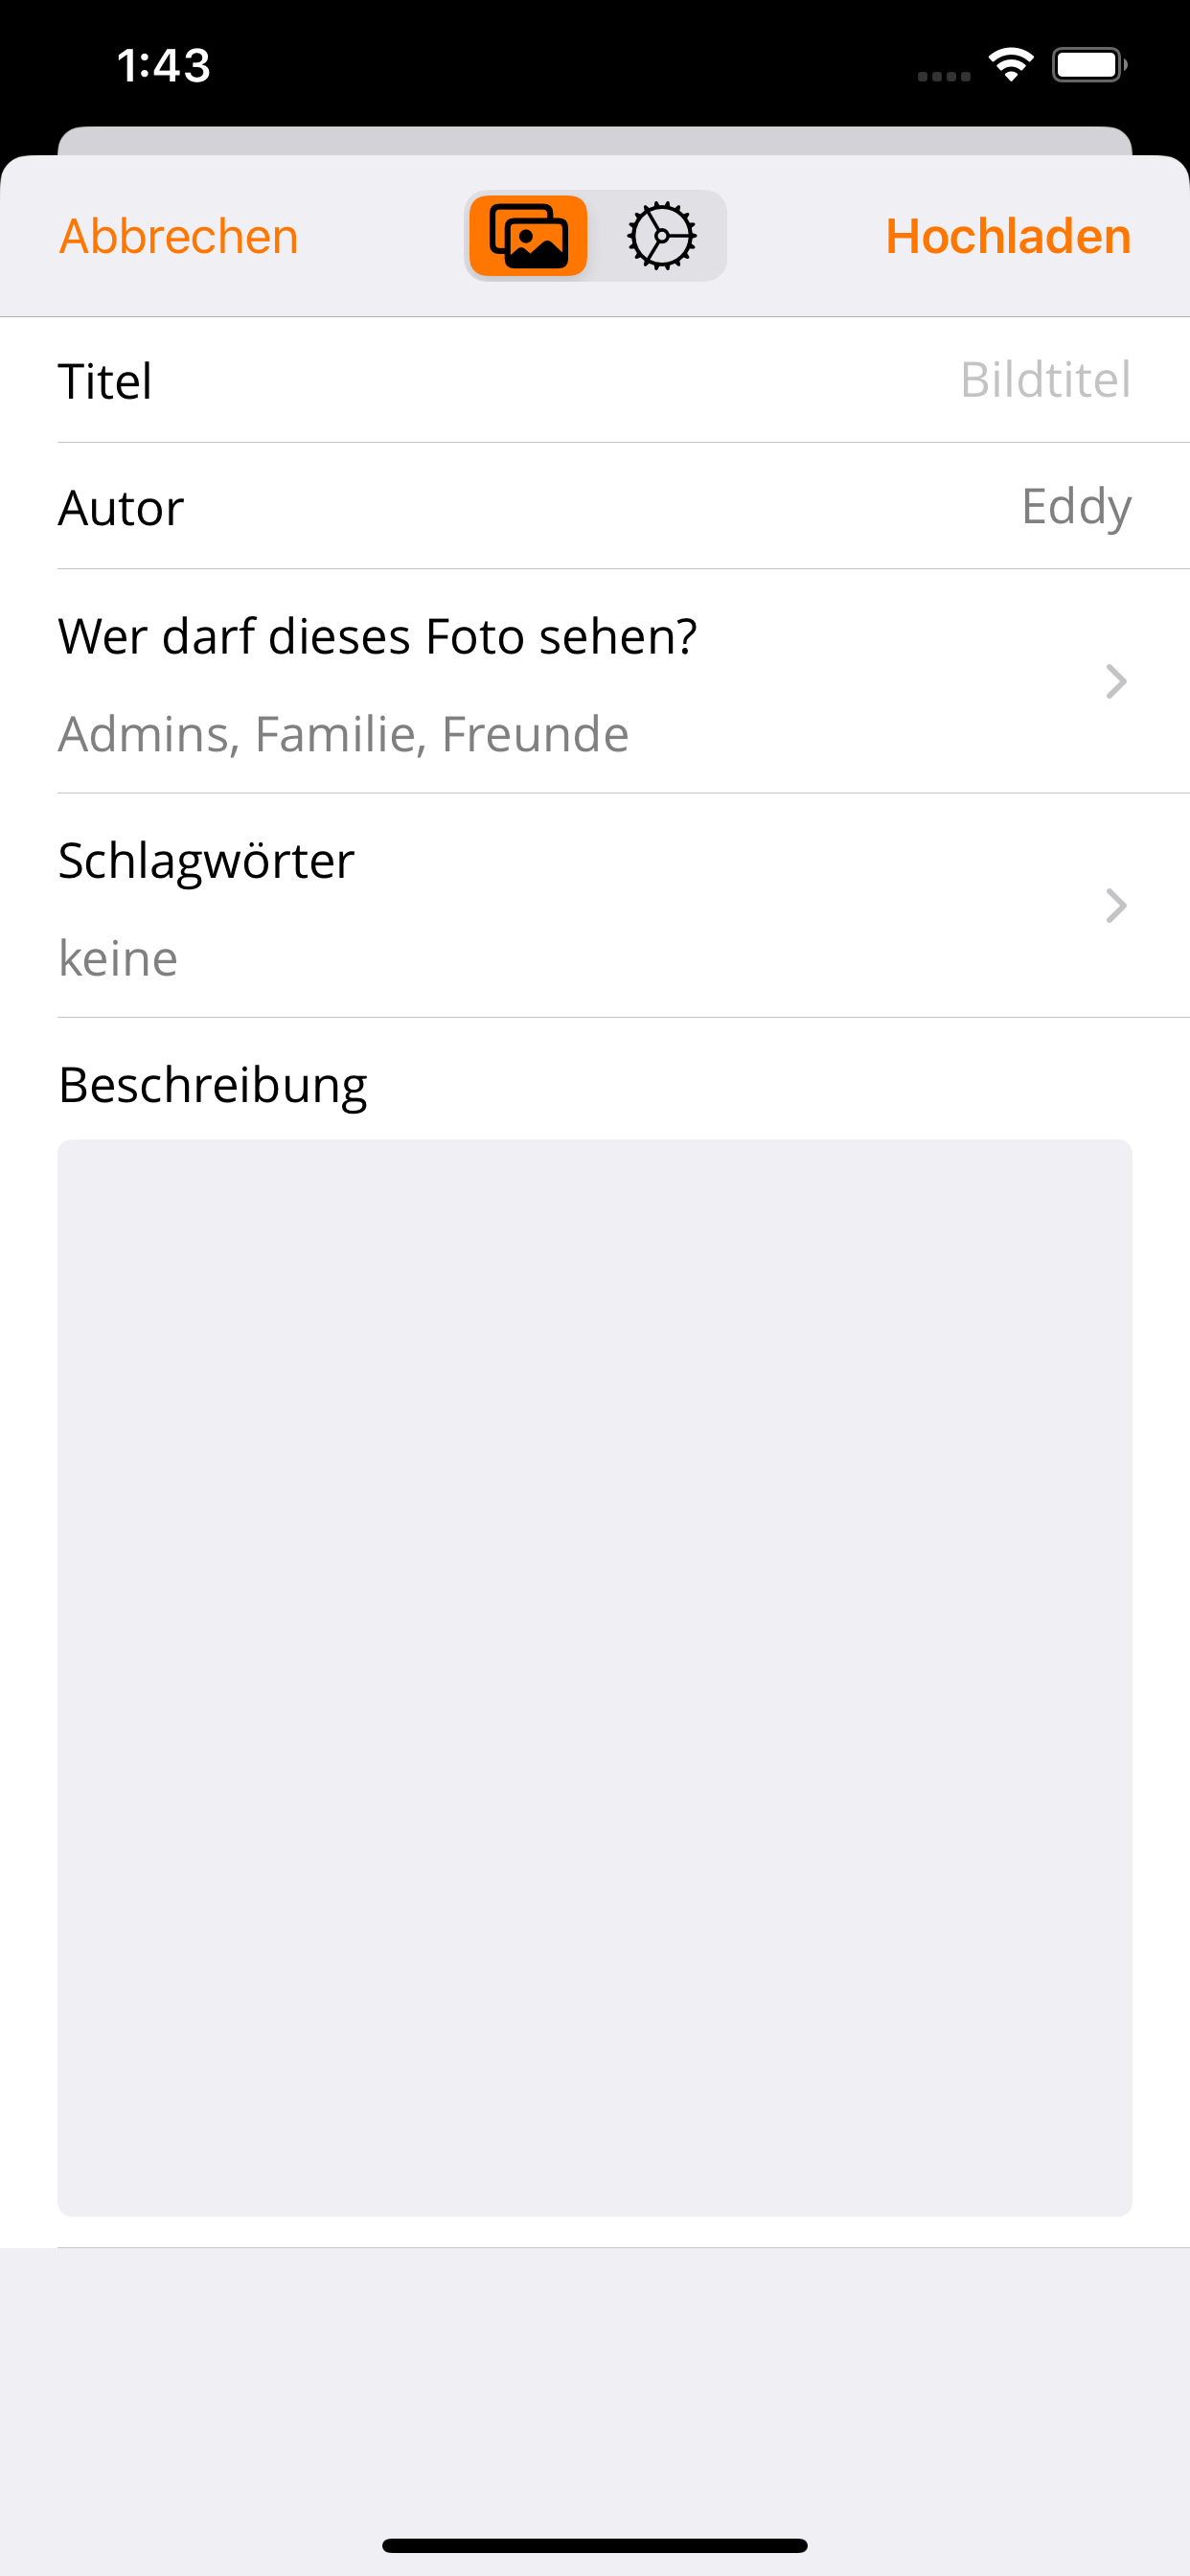 1:43
Abbrechen
Hochladen
Titel
Bildtitel
Autor
Eddy
Wer darf dieses Foto sehen?
Admins, Familie, Freunde
Schlagwörter
keine
Beschreibung